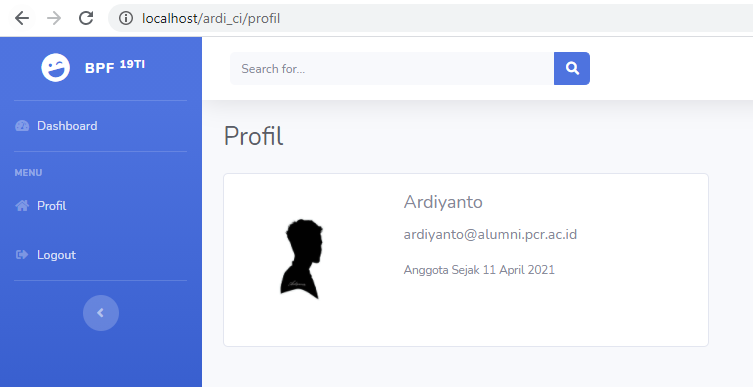 localhost/ardi_ci/profil
BPF 19TI
Search for...
Dashboard
MENU
Profil
Logout
Profil
Ardiyanto
ardiyanto@alumni.pcr.ac.id
Anggota Sejak 11 April 2021